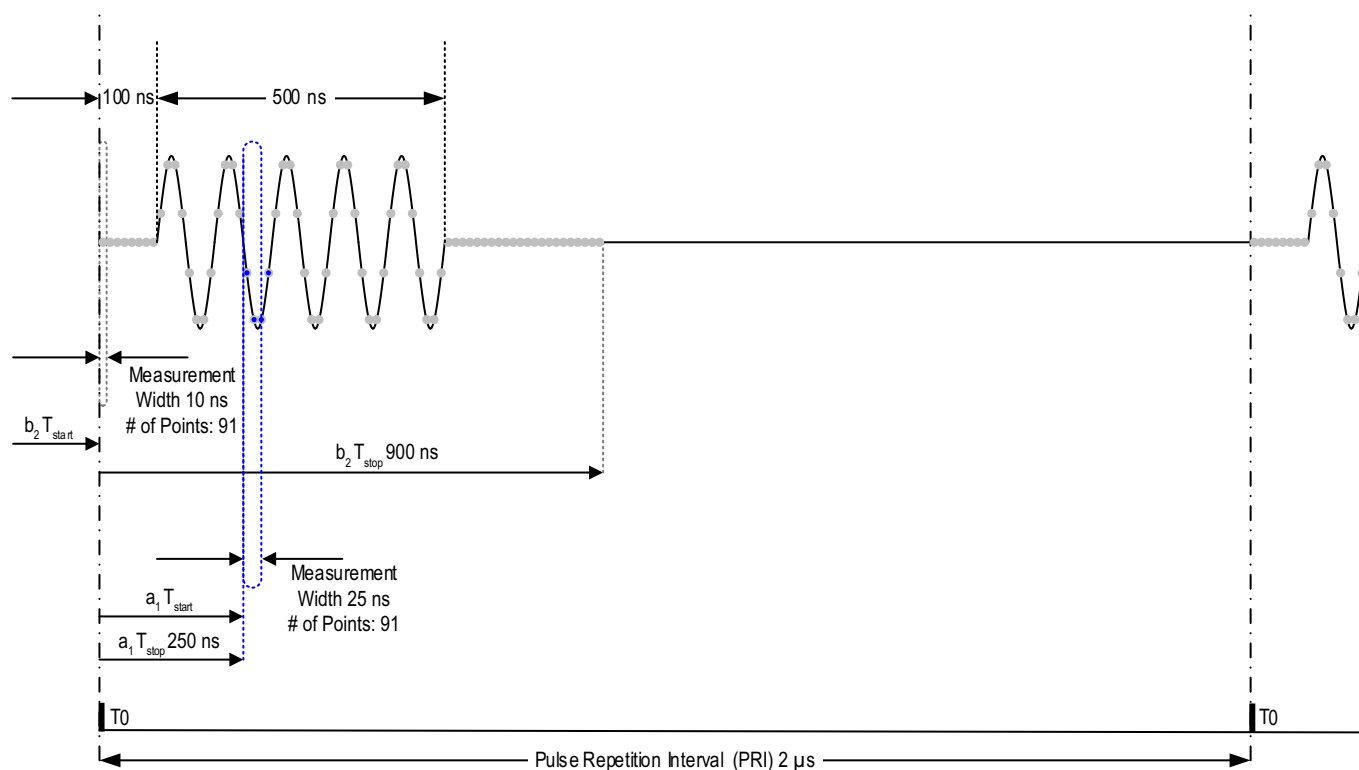 100 ns
500 ns
Measurement
Width 10 ns
# of Points: 91
b2 Tstart
b2 Tstop 900 ns
Measurement
Width 25 ns
# of Points: 91
a1 Tstart
a1 Tstop 250 ns
T0
T0
Pulse Repetition Interval (PRI) 2 µs